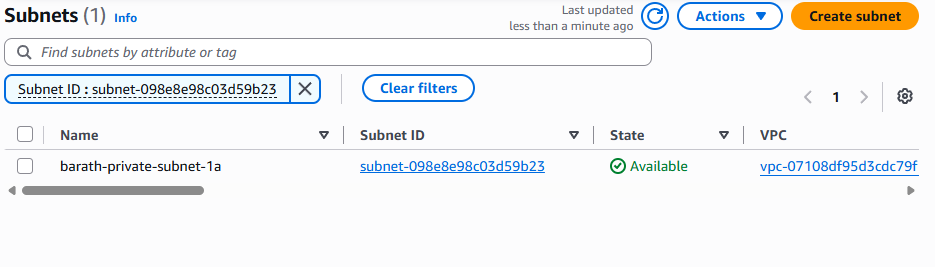 Subnets (1) Info
Last updated
less than a minute ago
Actions
Create subnet
Find subnets by attribute or tag
Subnet ID : subnet-098e8e98c03d59b23
Clear filters
1
Name Subnet ID State VPC
barath-private-subnet-1a subnet-098e8e98c03d59b23 Available vpc-07108df95d3cdc79f